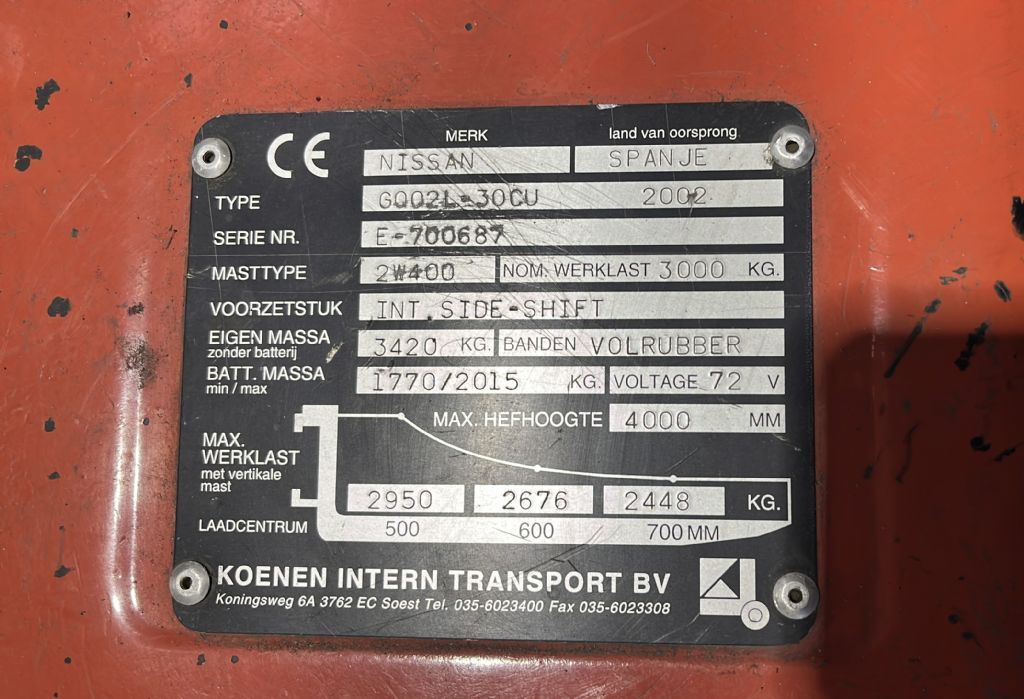 CE MERK land van oorsprong
NISSAN SPANJE
TYPE GQ02L-30CU 2002
SERIE NR. E-700687
MASTTYPE 2W400 NOM. WERKLAST 3000 KG.
VOORZETSTUK INT. SIDE-SHIFT
EIGEN MASSA 3420 KG. BANDEN VOLRUBBER
zonder batterij
BATT. MASSA 1770/2015 KG. VOLTAGE 72 V
min / max
MAX. HEFHOOGTE 4000 MM
MAX.
WERKLAST
met vertikale
mast
2950 2676 2448 KG.
LAADCENTRUM 500 600 700 MM
KOENEN INTERN TRANSPORT BV
Koningsweg 6A 3762 EC Soest Tel. 035-6023400 Fax 035-6023308